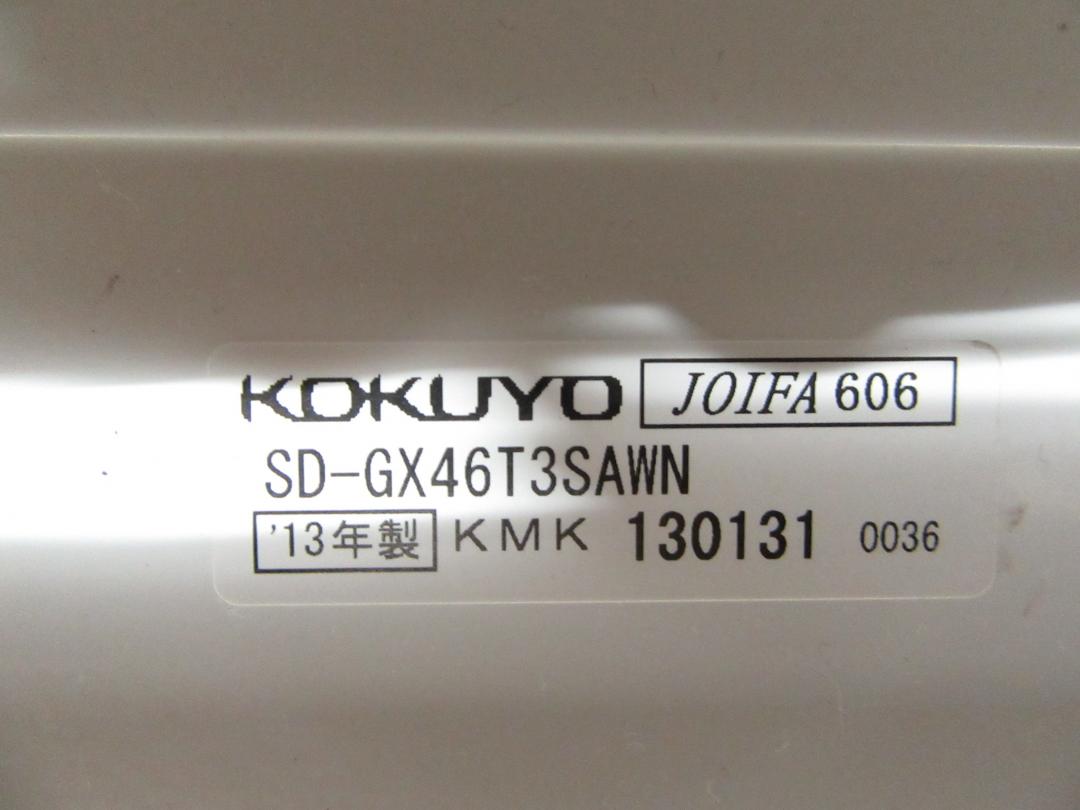 KOKUYO JOIFA 606
SD-GX46T3SAWN
'13年製 KMK 130131 0036